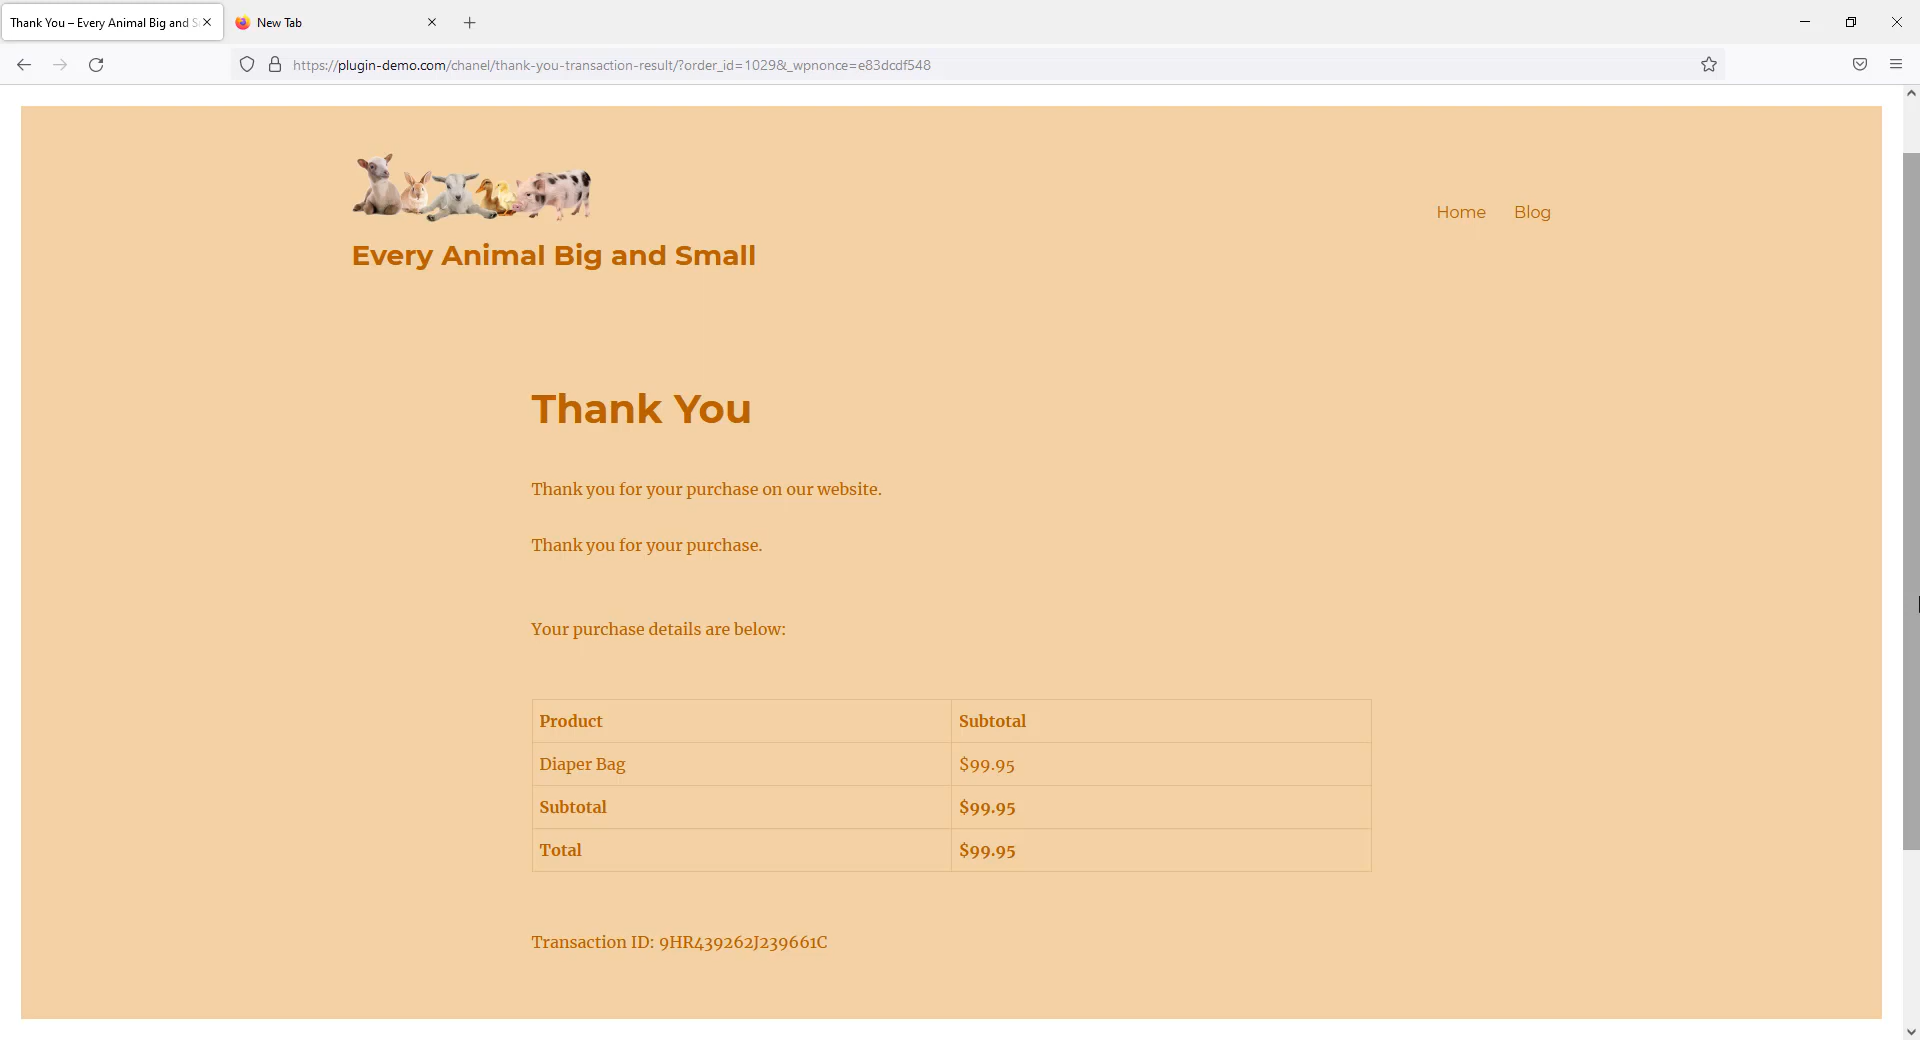 Thank You – Every Animal Big and S
New Tab
https://plugin-demo.com/chanel/thank-you-transaction-result/?order_id=1029&_wpnonce=e83dcdf548
Home Blog
Every Animal Big and Small
Thank You
Thank you for your purchase on our website.
Thank you for your purchase.
Your purchase details are below:
Product Subtotal
Diaper Bag $99.95
Subtotal $99.95
Total $99.95
Transaction ID: 9HR439262J239661C